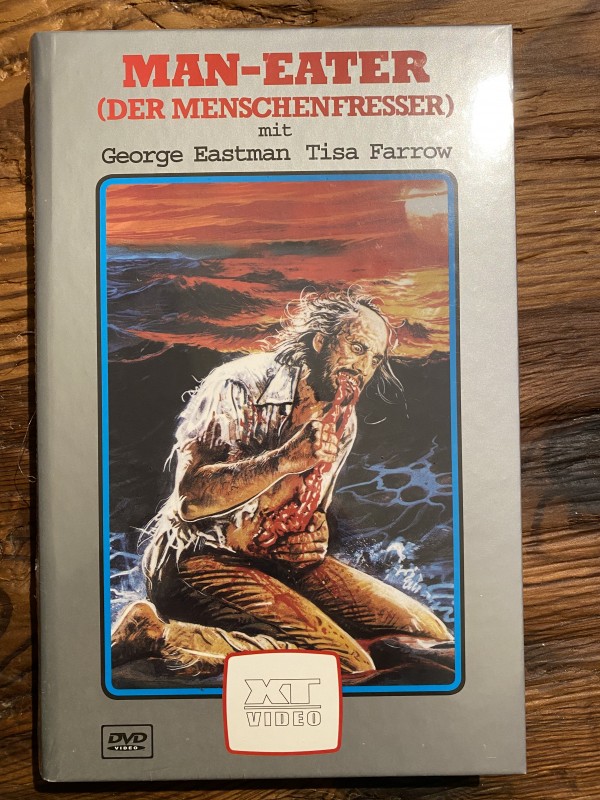 MAN-EATER
(DER MENSCHENFRESSER)
mit
George Eastman Tisa Farrow
XT
VIDEO
DVD
VIDEO